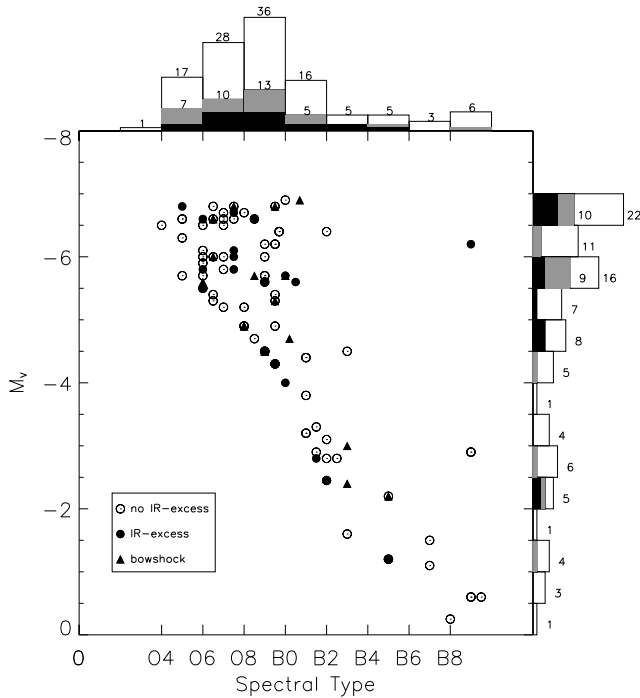 36
28
17
16
13
10
7
5
5
5
6
3
1
−8
10
22
11
−6
9
16
7
8
5
M_v
−4
1
4
6
no IR-excess
5
IR-excess
−2
1
bowshock
4
3
0
1
0
O4
O6
O8
B0
B2
B4
B6
B8
Spectral Type